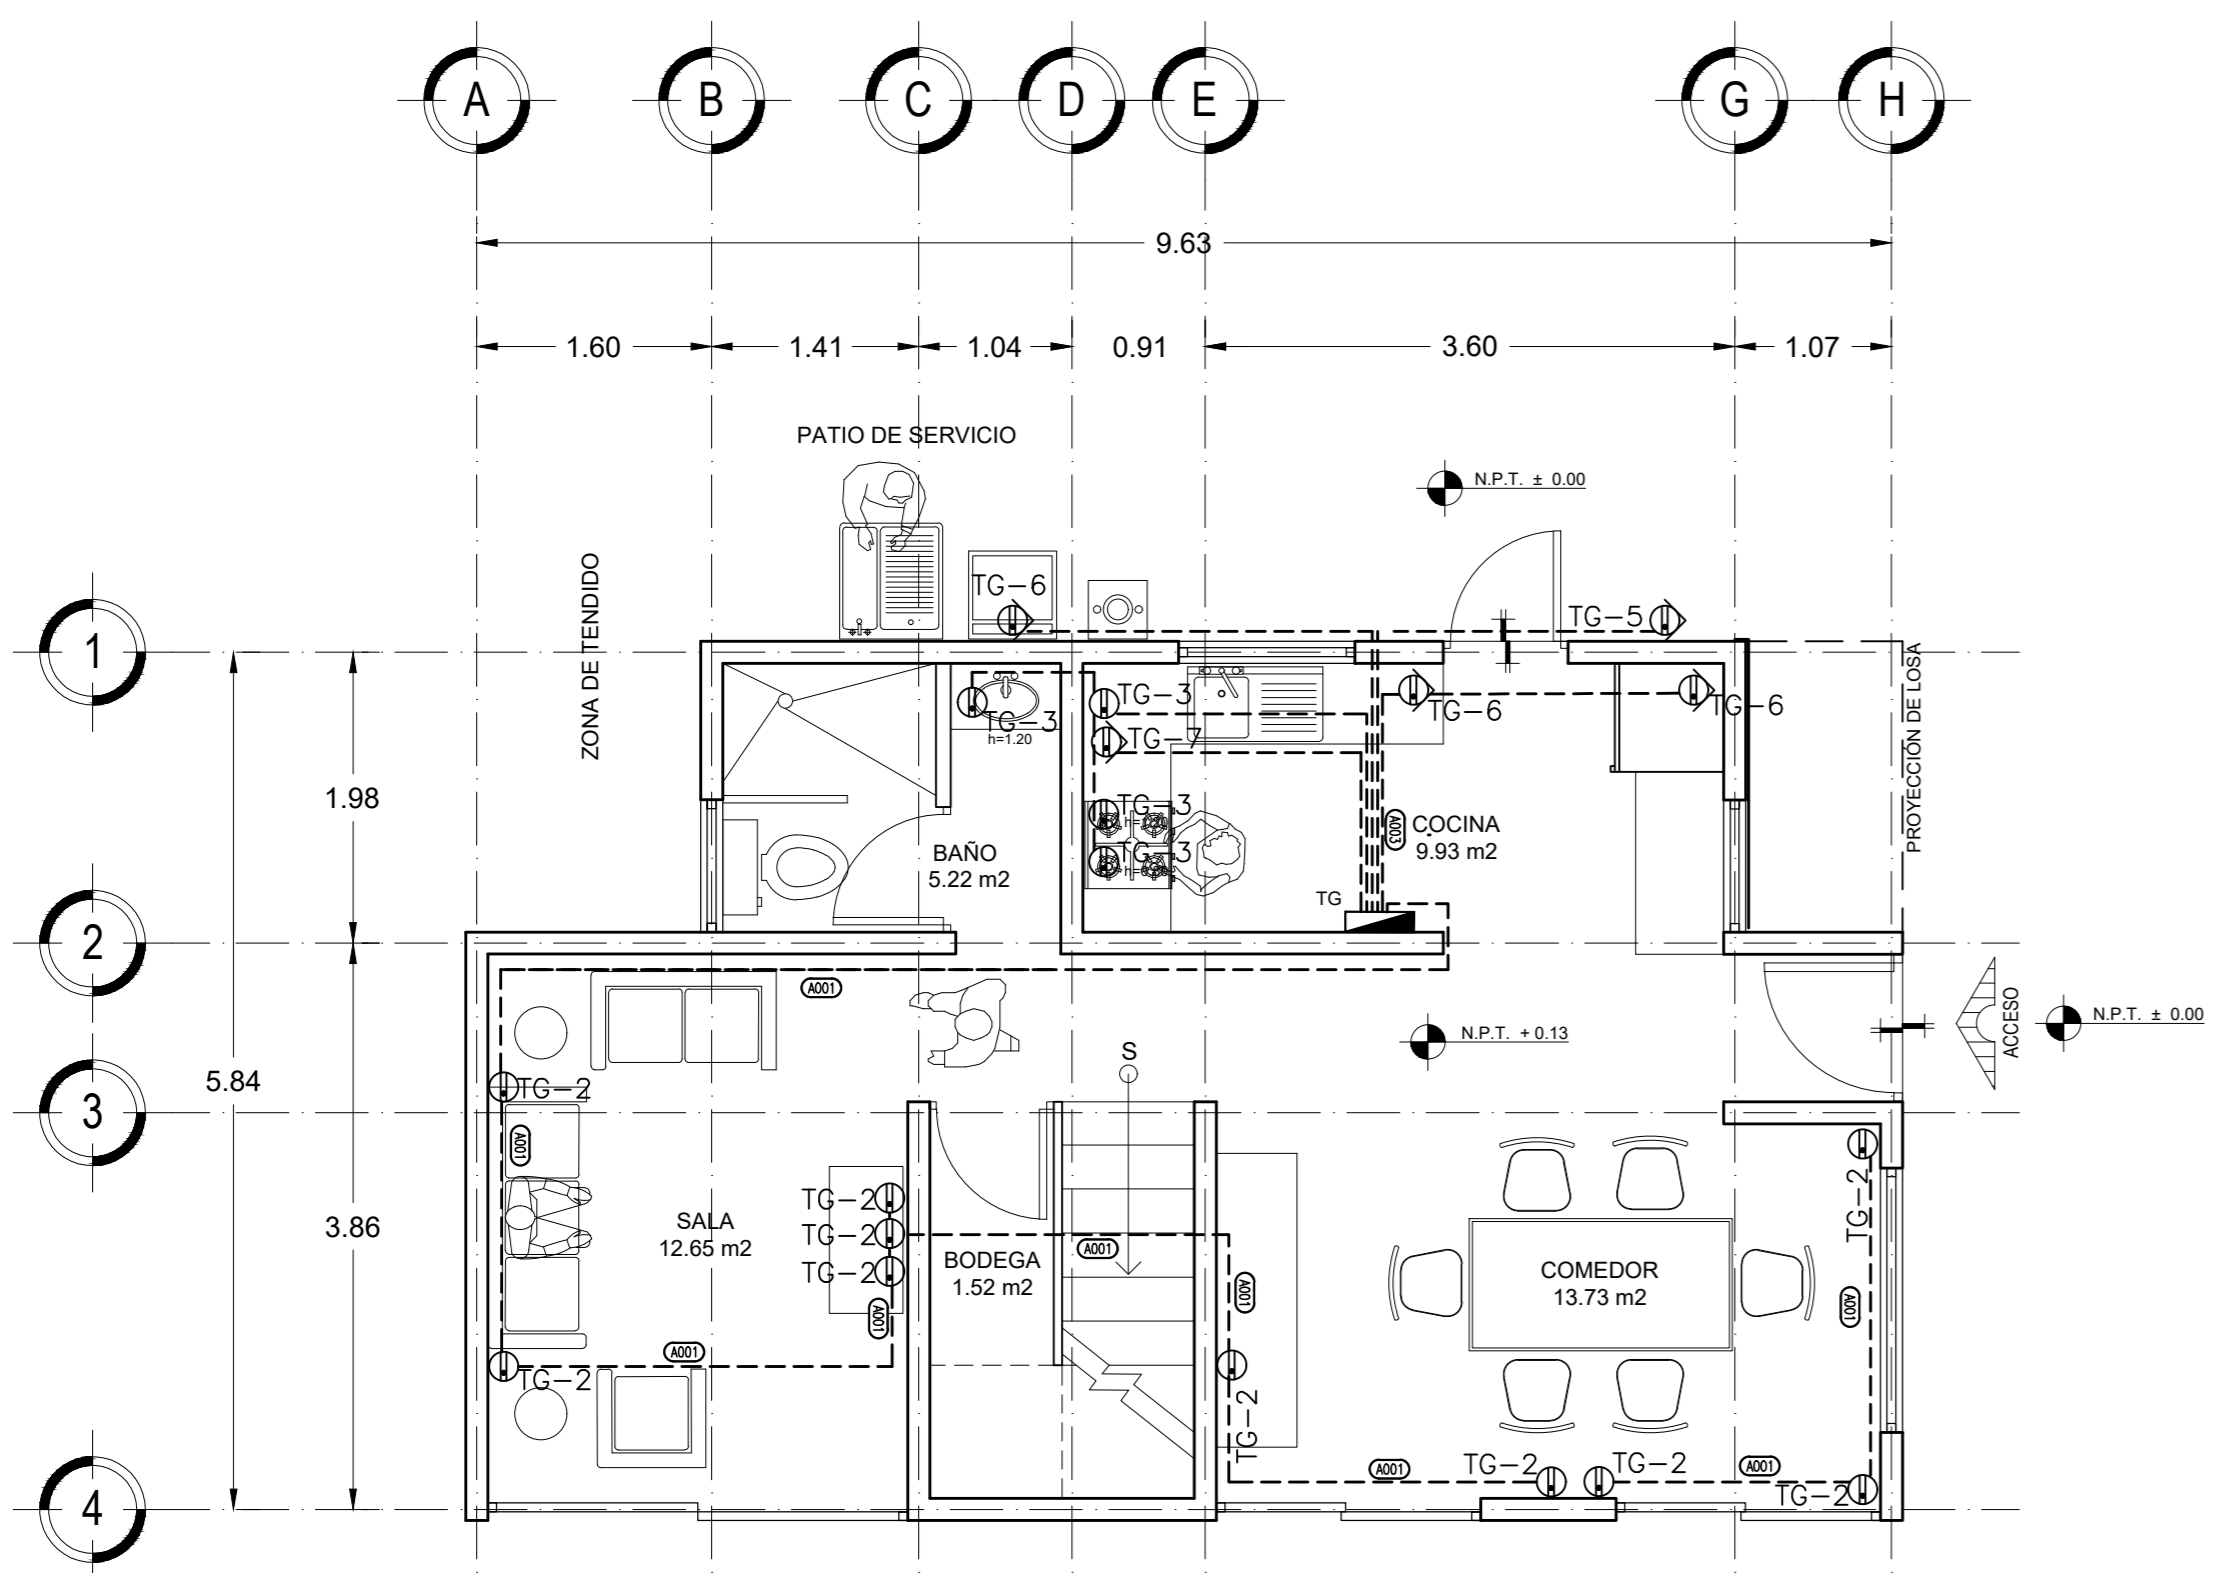 A B C D E G H
9.63
1.60 1.41 1.04 0.91 3.60 1.07
PATIO DE SERVICIO
N.P.T. ± 0.00
ZONA DE TENDIDO
TG-6
TG-5
1
PROYECCIÓN DE LOSA
TG-3
h=1.20
TG-3
TG-6
TG-6
TG-7
1.98
TG-3
A003
COCINA
9.93 m2
BAÑO
5.22 m2
TG-3
TG
2
A001
N.P.T. + 0.13
ACCESO
N.P.T. ± 0.00
S
5.84
TG-2
3
A001
TG-2
TG-2
TG-2
TG-2
3.86
SALA
12.65 m2
A001
BODEGA
1.52 m2
A001
A001
COMEDOR
13.73 m2
A001
A001
TG-2
TG-2
TG-2
TG-2
A001
TG-2
A001
TG-2
4